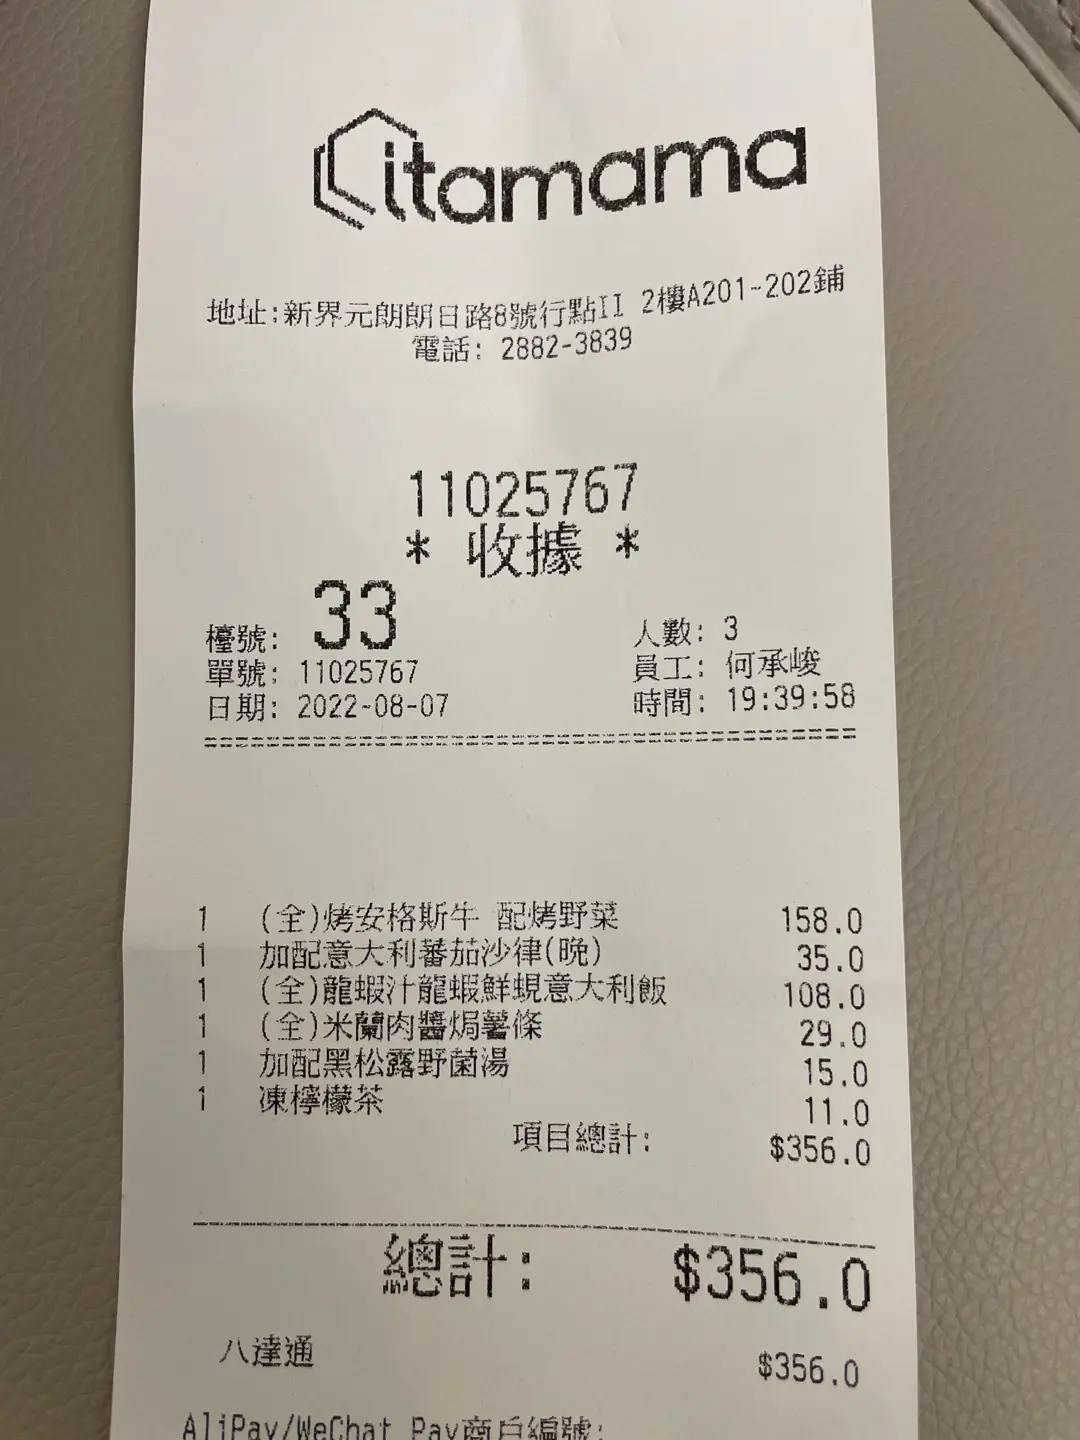 itamama
地址:新界元朗朗日路8號行點II 2樓A201-202鋪
電話: 2882-3839
11025767
* 收據 *
檯號: 33 人數: 3
單號: 11025767 員工: 何承峻
日期: 2022-08-07 時間: 19:39:58
1 (全)烤安格斯牛 配烤野菜 158.0
1 加配意大利蕃茄沙律(晚) 35.0
1 (全)龍蝦汁龍蝦鮮蜆意大利飯 108.0
1 (全)米蘭肉醬焗薯條 29.0
1 加配黑松露野菌湯 15.0
1 凍檸檬茶 11.0
項目總計: $356.0
總計: $356.0
八達通 $356.0
AliPay/WeChat Pay商戶編號: